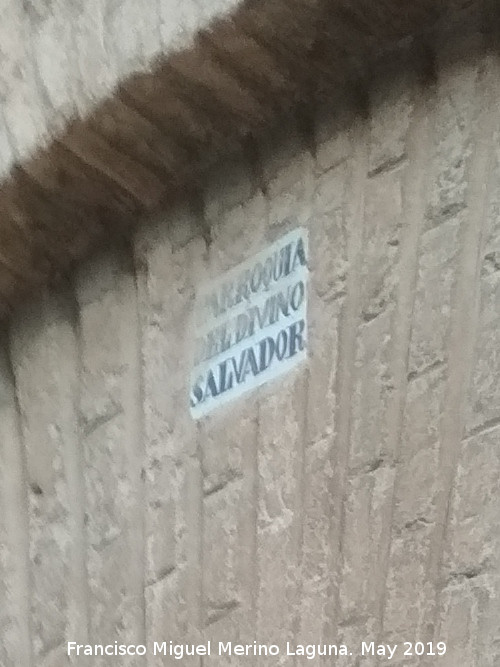 PARROQUIA
DEL DIVINO
SALVADOR
Francisco Miguel Merino Laguna. May 2019